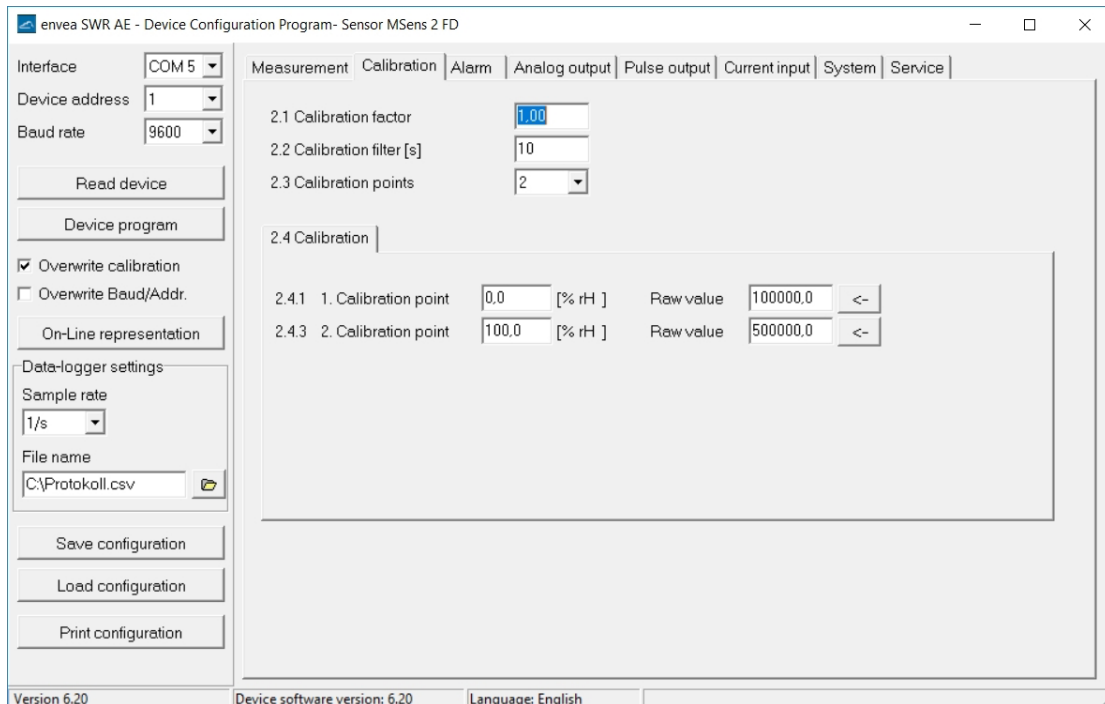 envea SWR AE - Device Configuration Program- Sensor MSens 2 FD
Interface COM 5
Device address 1
Baud rate 9600
Read device
Device program
Overwrite calibration
Overwrite Baud/Addr.
On-Line representation
Data-logger settings
Sample rate
1/s
File name
C:\Protokoll.csv
Save configuration
Load configuration
Print configuration
Measurement Calibration Alarm Analog output Pulse output Current input System Service
2.1 Calibration factor 1,00
2.2 Calibration filter [s] 10
2.3 Calibration points 2
2.4 Calibration
2.4.1 1. Calibration point 0,0 [% rH ] Raw value 100000,0 <-
2.4.3 2. Calibration point 100,0 [% rH ] Raw value 500000,0 <-
Version 6.20 Device software version: 6.20 Language: English